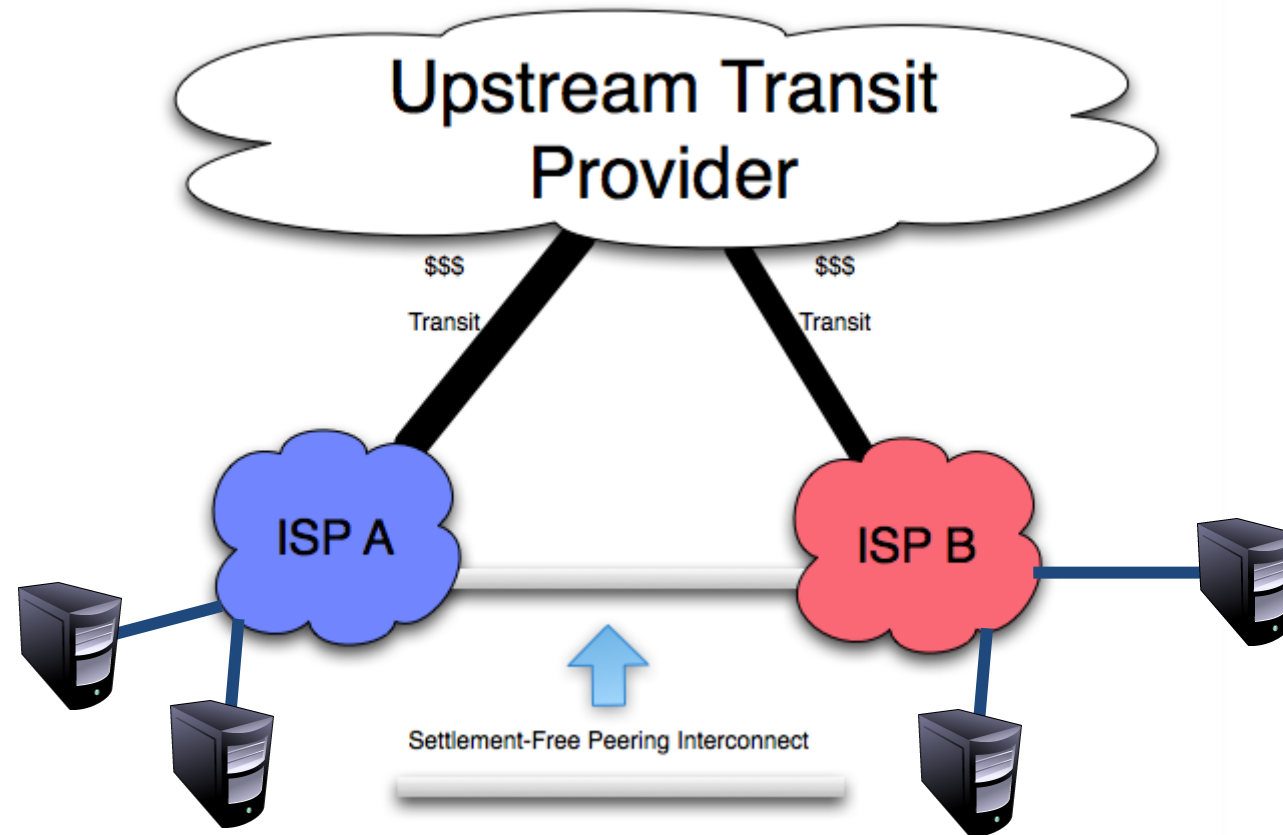 Upstream Transit
Provider
$$$
$$$
Transit
Transit
ISP A
ISP B
Settlement-Free Peering Interconnect